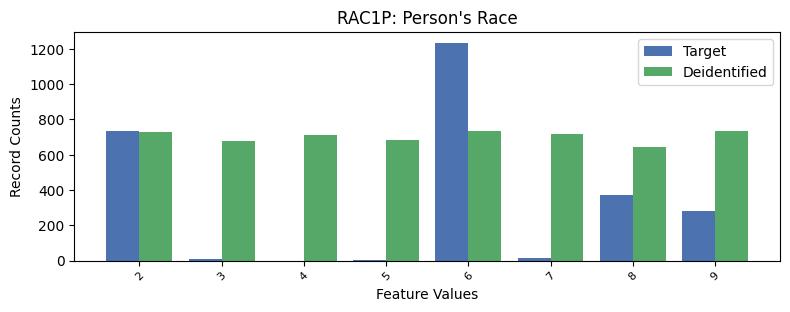 RAC1P: Person's Race
Target
Deidentified
Record Counts
1200
1000
800
600
400
200
0
2 3 4 5 6 7 8 9
Feature Values